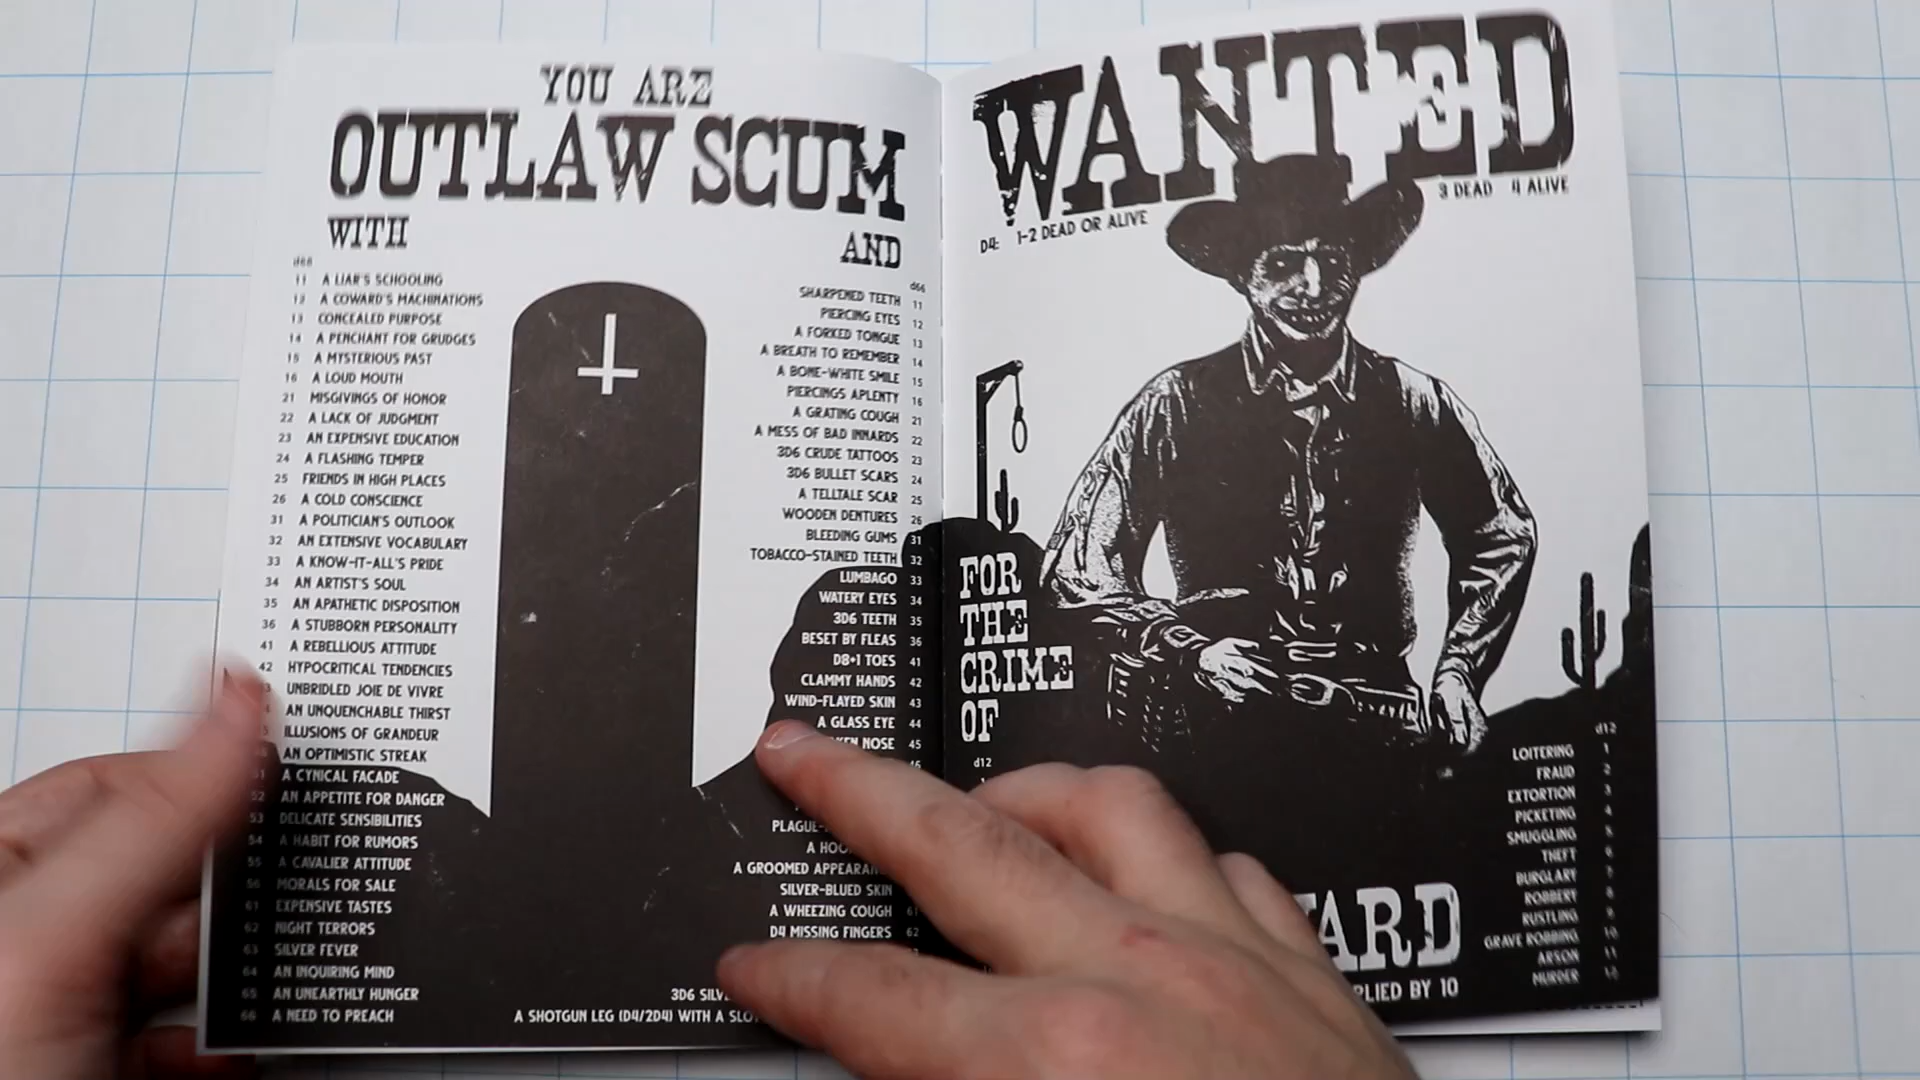 YOU ARE
OUTLAW SCUM
WITH
AND
d66
11 A LIAR'S SCHOOLING
12 A COWARD'S MACHINATIONS
13 CONCEALED PURPOSE
14 A PENCHANT FOR GRUDGES
15 A MYSTERIOUS PAST
16 A LOUD MOUTH
21 MISGIVINGS OF HONOR
22 A LACK OF JUDGMENT
23 AN EXPENSIVE EDUCATION
24 A FLASHING TEMPER
25 FRIENDS IN HIGH PLACES
26 A COLD CONSCIENCE
31 A POLITICIAN'S OUTLOOK
32 AN EXTENSIVE VOCABULARY
33 A KNOW-IT-ALL'S PRIDE
34 AN ARTIST'S SOUL
35 AN APATHETIC DISPOSITION
36 A STUBBORN PERSONALITY
41 A REBELLIOUS ATTITUDE
42 HYPOCRITICAL TENDENCIES
UNBRIDLED JOIE DE VIVRE
AN UNQUENCHABLE THIRST
ILLUSIONS OF GRANDEUR
AN OPTIMISTIC STREAK
51 A CYNICAL FACADE
52 AN APPETITE FOR DANGER
53 DELICATE SENSIBILITIES
54 A HABIT FOR RUMORS
55 A CAVALIER ATTITUDE
56 MORALS FOR SALE
61 EXPENSIVE TASTES
62 NIGHT TERRORS
63 SILVER FEVER
64 AN INQUIRING MIND
65 AN UNEARTHLY HUNGER
66 A NEED TO PREACH
d66
SHARPENED TEETH 11
PIERCING EYES 12
A FORKED TONGUE 13
A BREATH TO REMEMBER 14
A BONE-WHITE SMILE 15
PIERCINGS APLENTY 16
A GRATING COUGH 21
A MESS OF BAD INNARDS 22
3D6 CRUDE TATTOOS 23
3D6 BULLET SCARS 24
A TELLTALE SCAR 25
WOODEN DENTURES 26
BLEEDING GUMS 31
TOBACCO-STAINED TEETH 32
LUMBAGO 33
WATERY EYES 34
3D6 TEETH 35
BESET BY FLEAS 36
D8+1 TOES 41
CLAMMY HANDS 42
WIND-FLAYED SKIN 43
A GLASS EYE 44
NOSE 45
46
PLAGUE-
A
A GROOMED
SILVER-BLUED SKIN
A WHEEZING COUGH 61
D4 MISSING FINGERS 62
3D6
A SHOTGUN LEG (D4/2D4) WITH A
WANTED
D4: 1-2 DEAD OR ALIVE 3 DEAD 4 ALIVE
FOR
THE
CRIME
OF
d12
d12
LOITERING 1
FRAUD 2
EXTORTION 3
PICKETING 4
SMUGGLING 5
THEFT 6
BURGLARY 7
ROBBERY 8
RUSTLING 9
GRAVE ROBBING 10
ARSON 11
MURDER 12
BY 10